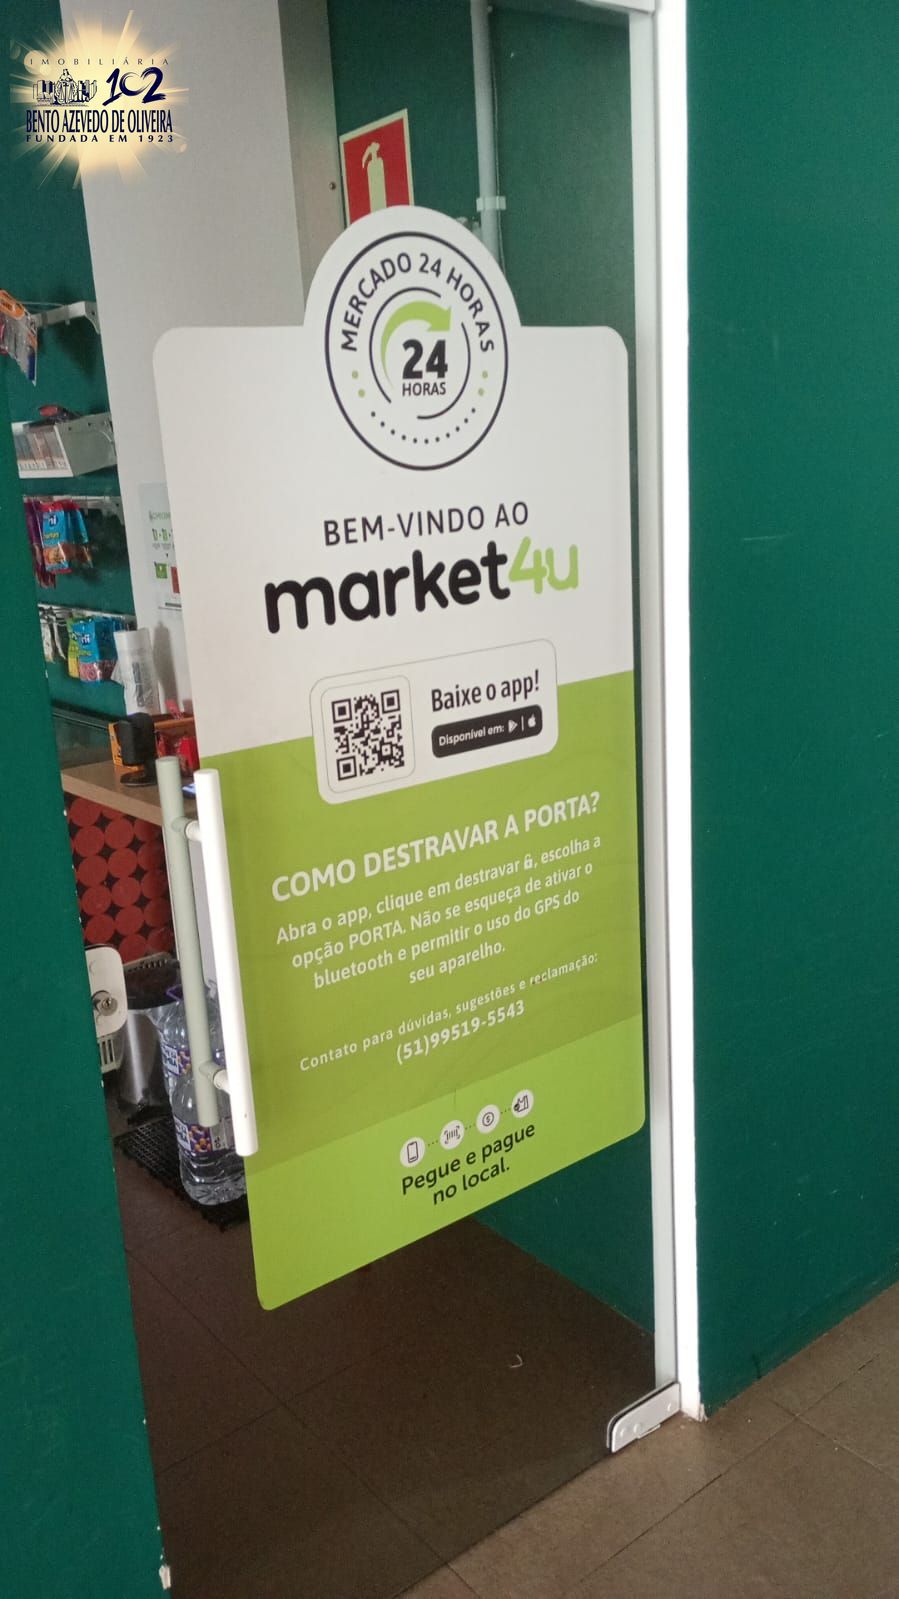 IMOBILIÁRIA
102
BENTO AZEVEDO DE OLIVEIRA
FUNDADA EM 1923
MERCADO 24 HORAS
24
HORAS
BEM-VINDO AO
market4u
Baixe o app!
Disponível em:
COMO DESTRAVAR A PORTA?
Abra o app, clique em destravar, escolha a
opção PORTA. Não se esqueça de ativar o
bluetooth e permitir o uso do GPS do
seu aparelho.
Contato para dúvidas, sugestões e reclamação:
(51)99519-5543
Pegue e pague
no local.